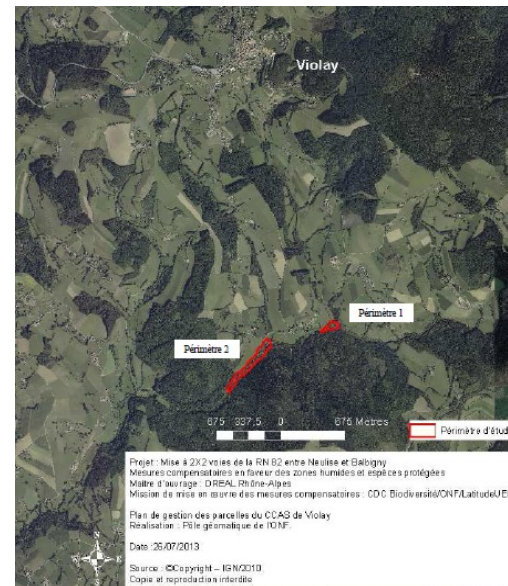 Violay
Périmètre 1
Périmètre 2
675 337,5 0 675 Mètres
Périmètre d'étud
Projet : Mise à 2X2 voies de la RN 82 entre Neulise et Balbigny
Mesures compensatoires en faveur des zones humides et espèces protégées
Maître d'ouvrage : DREAL Rhône-Alpes
Mission de mise en œuvre des mesures compensatoires : CDC Biodiversité/ONF/LatitudeUE
Plan de gestion des parcelles du CCAS de Violay
Réalisation : Pôle géomatique de l'ONF.
Date :26/07/2013
Source : ©Copyright – IGN/2010
Copie et reproduction interdite